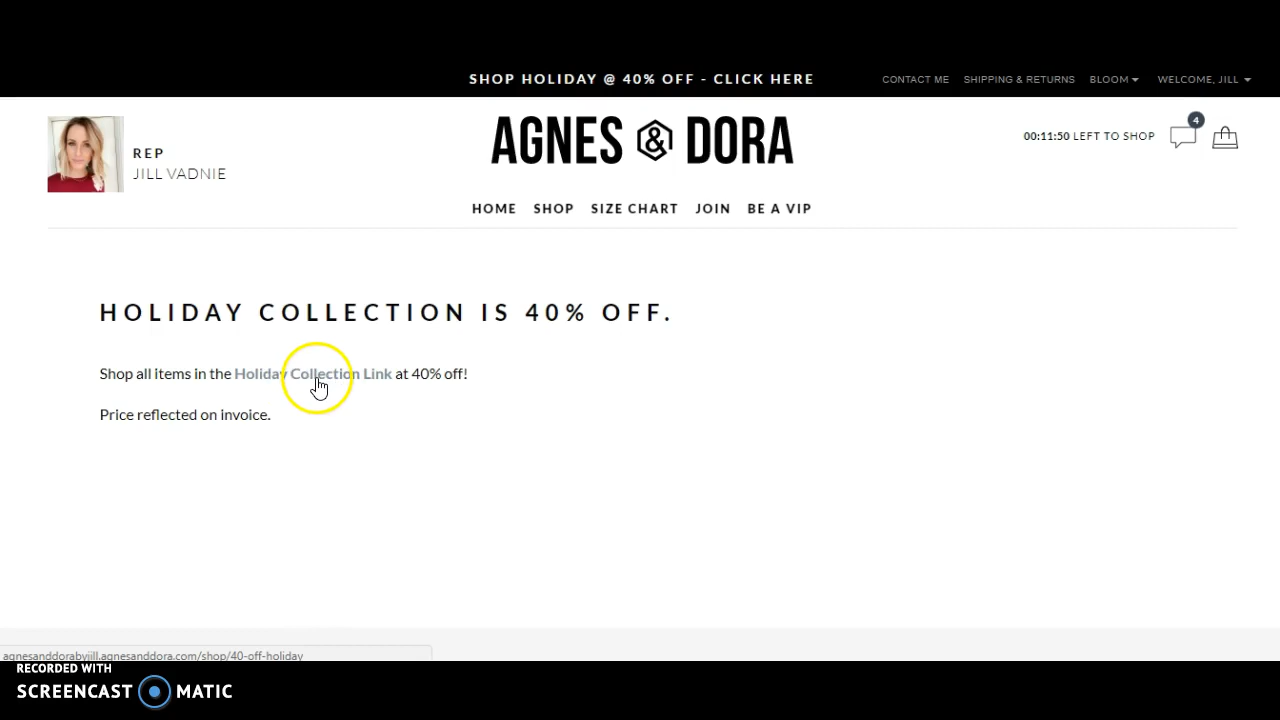 SHOP HOLIDAY @ 40% OFF - CLICK HERE
CONTACT ME SHIPPING & RETURNS BLOOM WELCOME, JILL
REP
JILL VADNIE
AGNES & DORA
00:11:50 LEFT TO SHOP
4
HOME SHOP SIZE CHART JOIN BE A VIP
HOLIDAY COLLECTION IS 40% OFF.
Shop all items in the Holiday Collection Link at 40% off!
Price reflected on invoice.
agnesanddorabyjill.agnesanddora.com/shop/40-off-holiday
RECORDED WITH
SCREENCAST MATIC